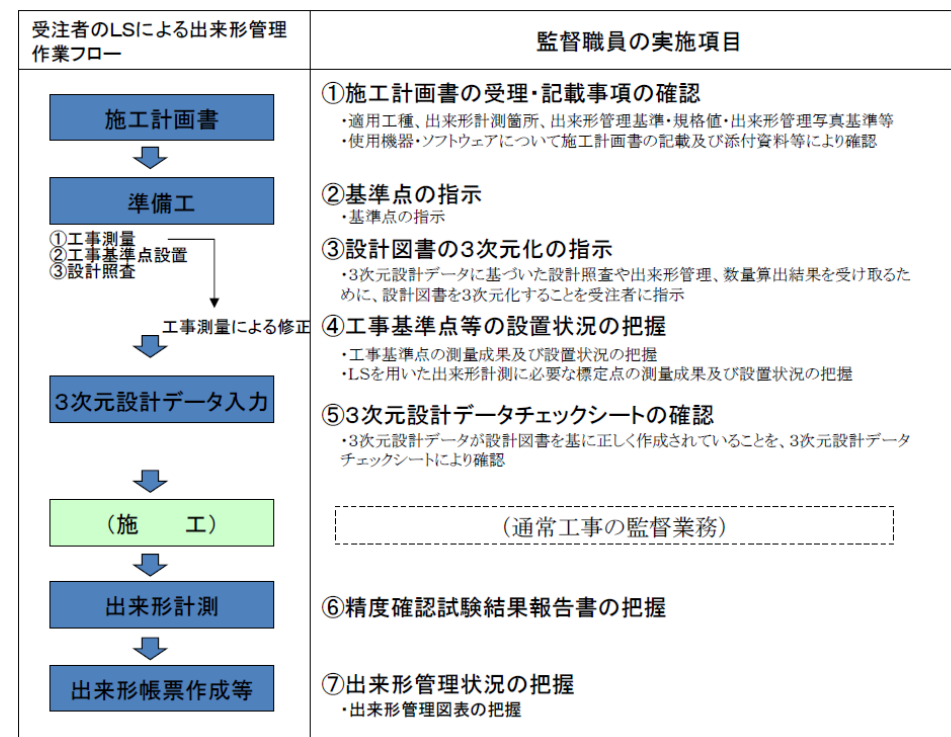 受注者のLSによる出来形管理
作業フロー
監督職員の実施項目
施工計画書
①施工計画書の受理・記載事項の確認
・適用工種、出来形計測箇所、出来形管理基準・規格値・出来形管理写真基準等
・使用機器・ソフトウェアについて施工計画書の記載及び添付資料等により確認
準備工
①工事測量
②工事基準点設置
③設計照査
工事測量による修正
②基準点の指示
・基準点の指示
③設計図書の3次元化の指示
・3次元設計データに基づいた設計照査や出来形管理、数量算出結果を受け取るた
めに、設計図書を3次元化することを受注者に指示
④工事基準点等の設置状況の把握
・工事基準点の測量成果及び設置状況の把握
・LSを用いた出来形計測に必要な標定点の測量成果及び設置状況の把握
3次元設計データ入力
⑤3次元設計データチェックシートの確認
・3次元設計データが設計図書を基に正しく作成されていることを、3次元設計データ
チェックシートにより確認
（施　工）
（通常工事の監督業務）
出来形計測
⑥精度確認試験結果報告書の把握
出来形帳票作成等
⑦出来形管理状況の把握
・出来形管理図表の把握